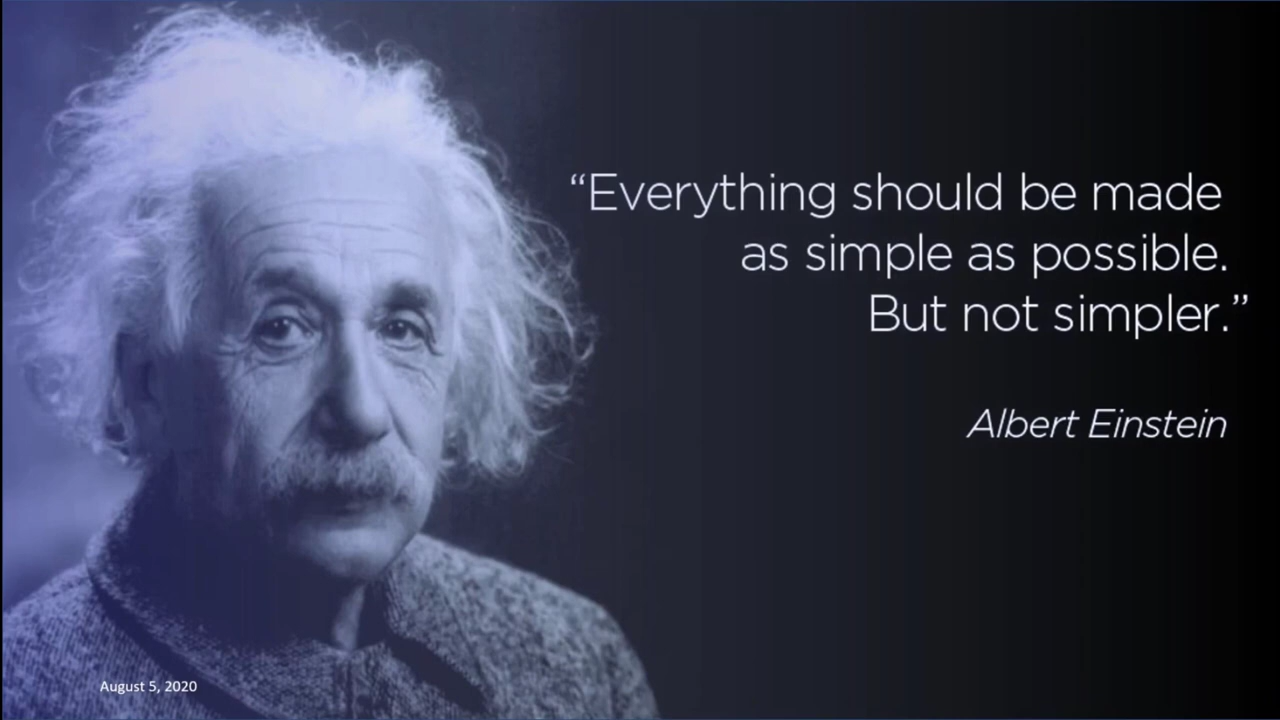 “Everything should be made
as simple as possible.
But not simpler.”
Albert Einstein
August 5, 2020